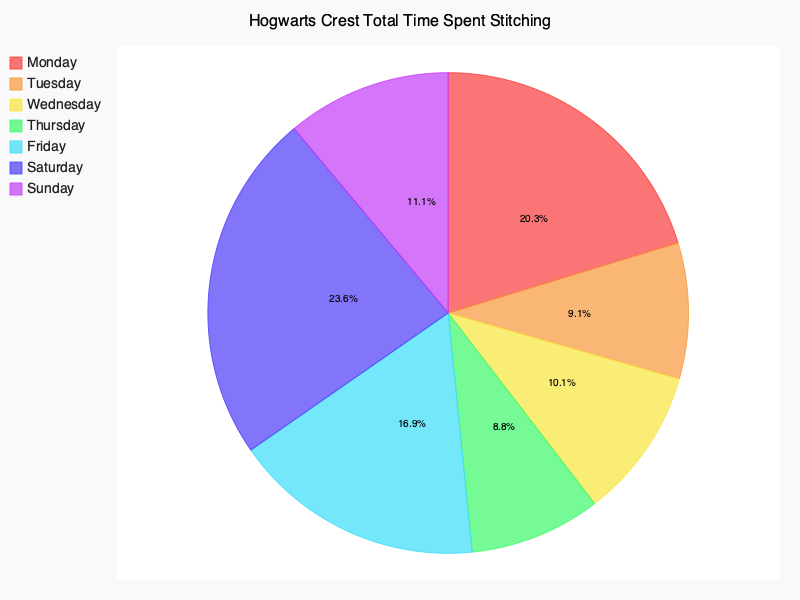 Hogwarts Crest Total Time Spent Stitching
Monday
Tuesday
Wednesday
Thursday
Friday
Saturday
Sunday
11.1%
20.3%
23.6%
9.1%
10.1%
16.9%
8.8%